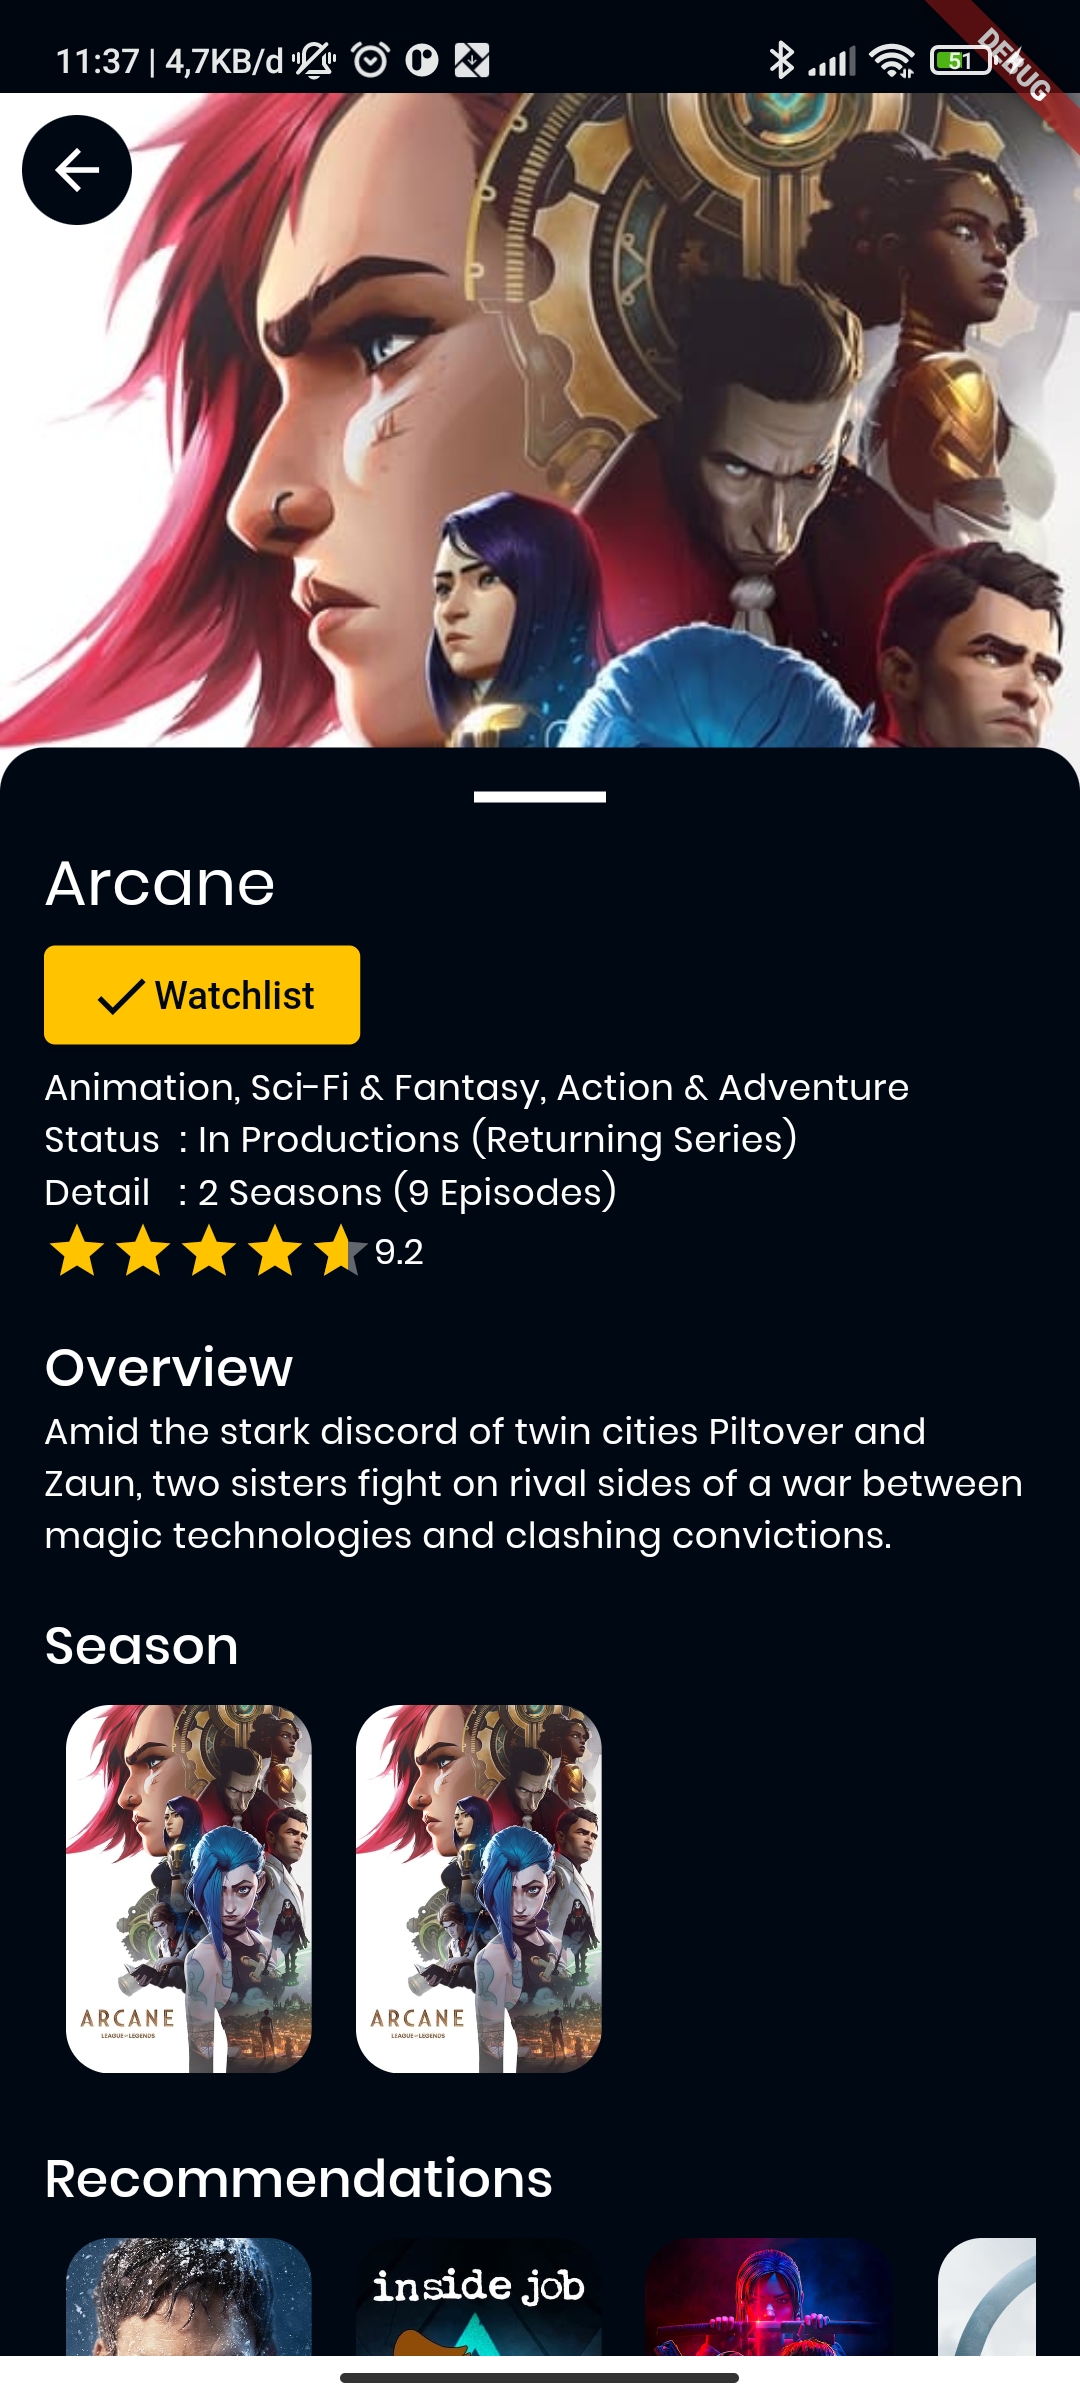 11:37 | 4,7KB/d
51
DEBUG
Arcane
Watchlist
Animation, Sci-Fi & Fantasy, Action & Adventure
Status : In Productions (Returning Series)
Detail : 2 Seasons (9 Episodes)
9.2
Overview
Amid the stark discord of twin cities Piltover and
Zaun, two sisters fight on rival sides of a war between
magic technologies and clashing convictions.
Season
ARCANE
LEAGUE OF LEGENDS
ARCANE
LEAGUE OF LEGENDS
Recommendations
inside job